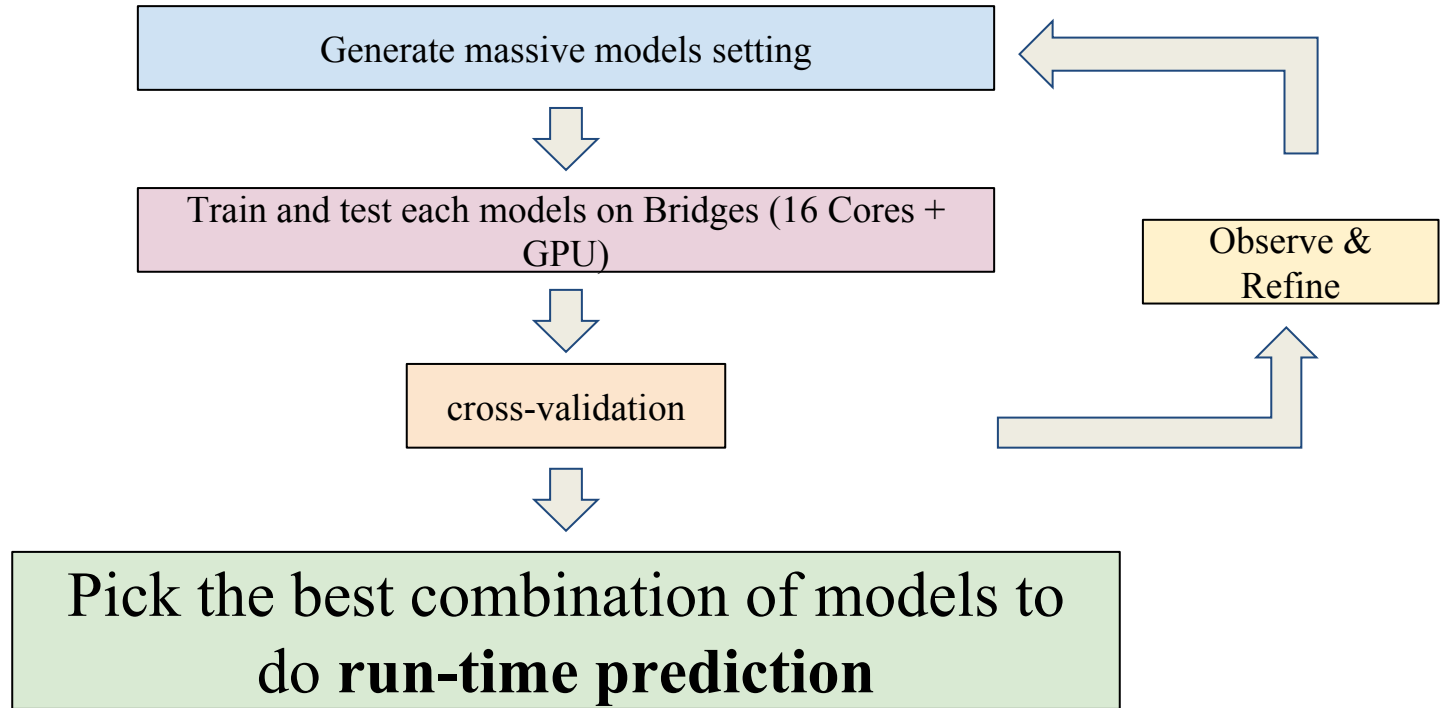 Generate massive models setting
Train and test each models on Bridges (16 Cores +
GPU)
Observe &
Refine
cross-validation
Pick the best combination of models to
do run-time prediction